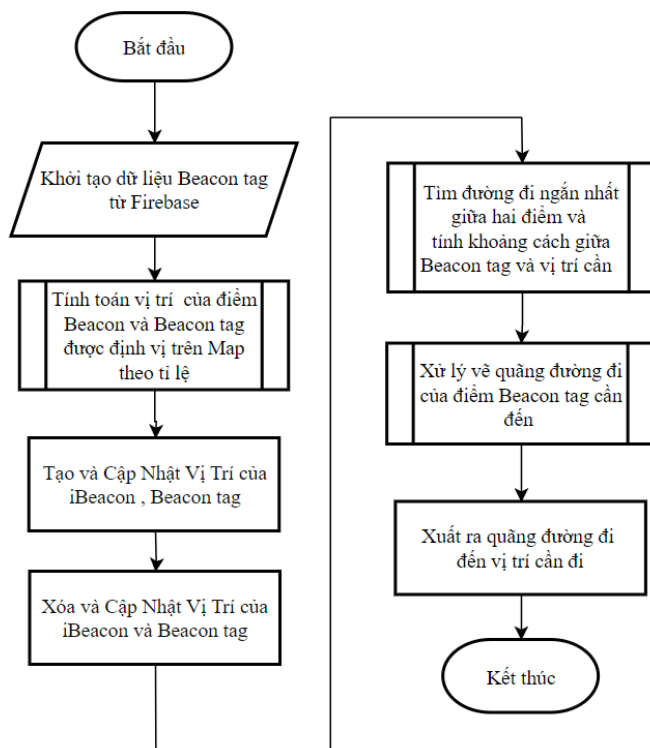 Bắt đầu
Khởi tạo dữ liệu Beacon tag
từ Firebase
Tính toán vị trí của điểm
Beacon và Beacon tag
được định vị trên Map
theo tỉ lệ
Tạo và Cập Nhật Vị Trí của
iBeacon , Beacon tag
Xóa và Cập Nhật Vị Trí của
iBeacon và Beacon tag
Tìm đường đi ngắn nhất
giữa hai điểm và
tính khoảng cách giữa
Beacon tag và vị trí cần
Xử lý vẽ quãng đường đi
của điểm Beacon tag cần
đến
Xuất ra quãng đường đi
đến vị trí cần đi
Kết thúc